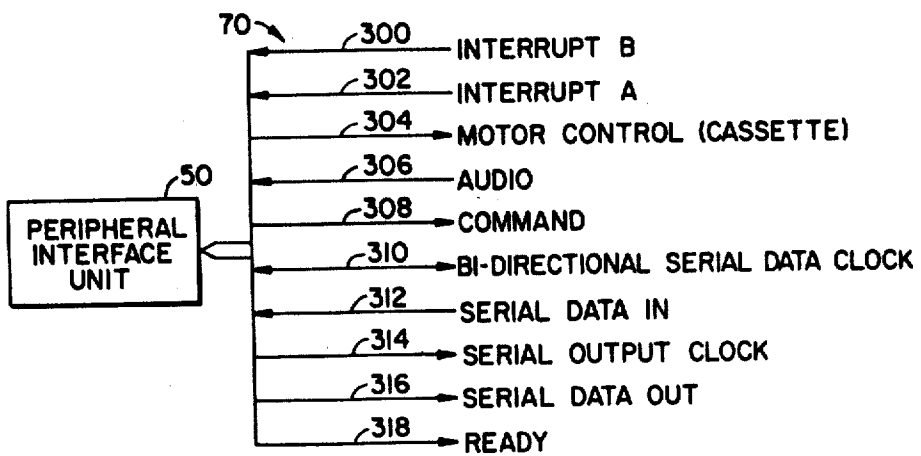 70
300 INTERRUPT B
302 INTERRUPT A
304 MOTOR CONTROL (CASSETTE)
306 AUDIO
50
308 COMMAND
PERIPHERAL
INTERFACE
UNIT
310 BI-DIRECTIONAL SERIAL DATA CLOCK
312 SERIAL DATA IN
314 SERIAL OUTPUT CLOCK
316 SERIAL DATA OUT
318 READY